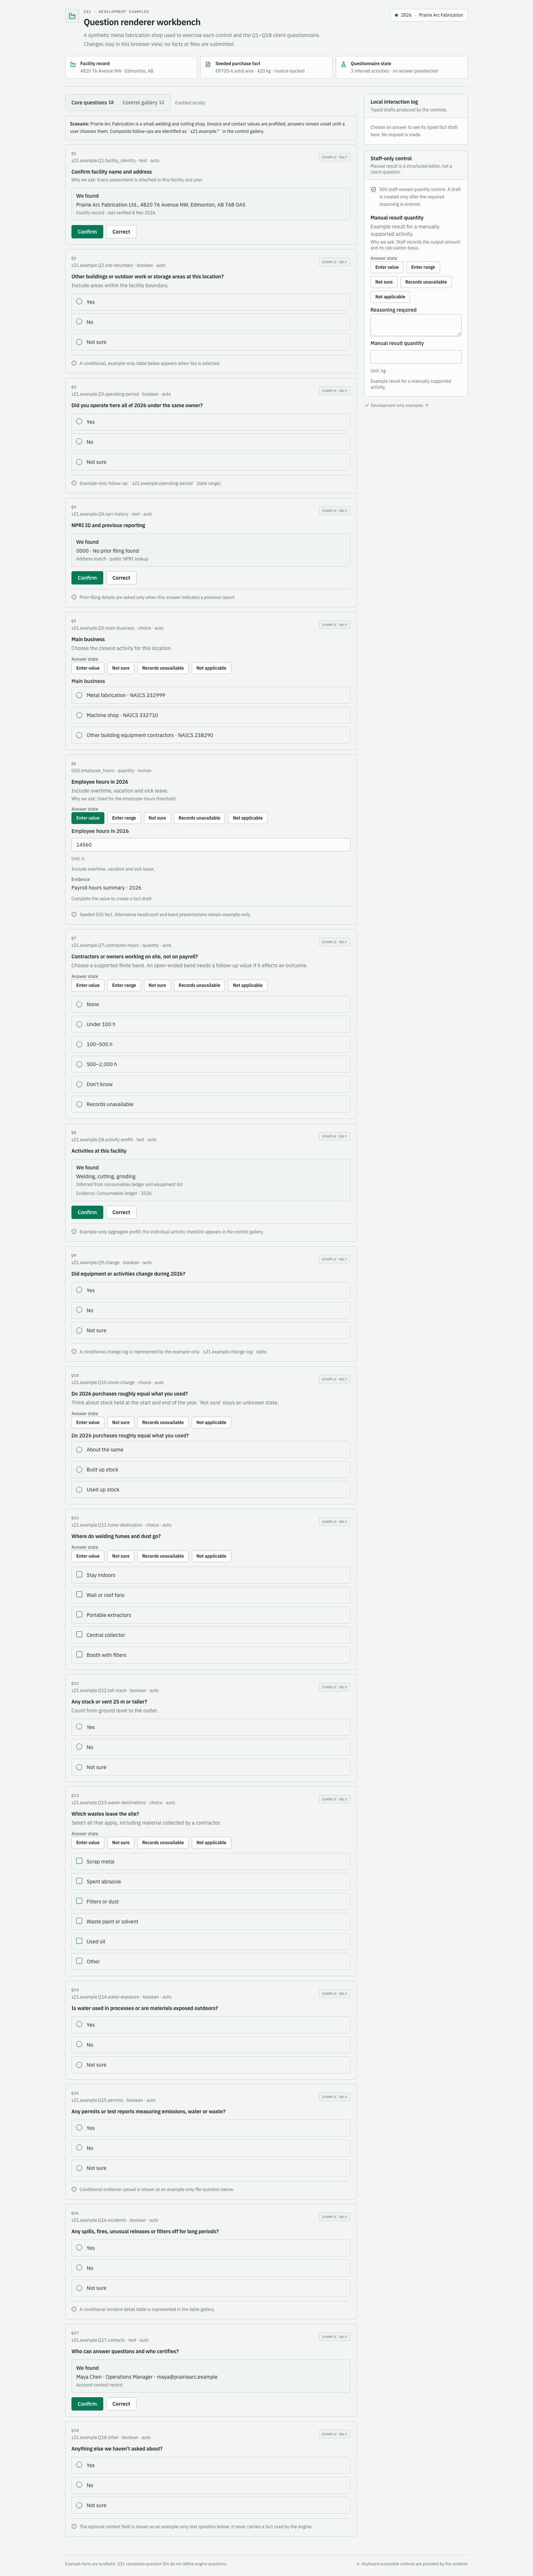 S21 · DEVELOPMENT EXAMPLES
Question renderer workbench
A synthetic metal fabrication shop used to exercise each control and the Q1–Q18 client questionnaire.
Changes stay in this browser view; no facts or files are submitted.
2026 · Prairie Arc Fabrication
Facility record
4820 76 Avenue NW · Edmonton, AB
Seeded purchase fact
ER70S-6 solid wire · 420 kg · invoice-backed
Questionnaire state
3 inferred activities · no answer preselected
Core questions 18
Control gallery 13
0 edited locally
Scenario: Prairie Arc Fabrication is a small welding and cutting shop. Invoice and contact values are prefilled; answers remain unset until a
user chooses them. Composite follow-ups are identified as `s21.example.*` in the control gallery.
Q1
EXAMPLE ONLY
s21.example.Q1.facility_identity · text · auto
Confirm facility name and address
Why we ask: Every assessment is attached to this facility and year.
We found
Prairie Arc Fabrication Ltd., 4820 76 Avenue NW, Edmonton, AB T6B 0A5
Facility record · last verified 8 Nov 2026
Confirm
Correct
Q2
EXAMPLE ONLY
s21.example.Q2.site-boundary · boolean · auto
Other buildings or outdoor work or storage areas at this location?
Include areas within the facility boundary.
Yes
No
Not sure
A conditional, example-only table below appears when Yes is selected.
Q3
EXAMPLE ONLY
s21.example.Q3.operating-period · boolean · auto
Did you operate here all of 2026 under the same owner?
Yes
No
Not sure
Example-only follow-up: `s21.example.operating-period` (date range).
Q4
EXAMPLE ONLY
s21.example.Q4.npri-history · text · auto
NPRI ID and previous reporting
We found
0000 · No prior filing found
Address match · public NPRI lookup
Confirm
Correct
Prior-filing details are asked only when this answer indicates a previous report.
Q5
EXAMPLE ONLY
s21.example.Q5.main-business · choice · auto
Main business
Choose the closest activity for this location.
Answer state
Enter value
Not sure
Records unavailable
Not applicable
Main business
Metal fabrication · NAICS 332999
Machine shop · NAICS 332710
Other building equipment contractors · NAICS 238290
Q6
G03.employee_hours · quantity · human
Employee hours in 2026
Include overtime, vacation and sick leave.
Why we ask: Used for the employee-hours threshold.
Answer state
Enter value
Enter range
Not sure
Records unavailable
Not applicable
Employee hours in 2026
14560
Unit: h
Include overtime, vacation and sick leave.
Evidence
Payroll hours summary · 2026
Complete the value to create a fact draft.
Seeded S05 fact. Alternative headcount and band presentations remain example-only.
Q7
EXAMPLE ONLY
s21.example.Q7.contractor-hours · quantity · auto
Contractors or owners working on site, not on payroll?
Choose a supported finite band. An open-ended band needs a follow-up value if it affects an outcome.
Answer state
Enter value
Enter range
Not sure
Records unavailable
Not applicable
None
Under 100 h
100–500 h
500–2,000 h
Don't know
Records unavailable
Q8
EXAMPLE ONLY
s21.example.Q8.activity-prefill · text · auto
Activities at this facility
We found
Welding, cutting, grinding
Inferred from consumables ledger and equipment list
Evidence: Consumables ledger · 2026
Confirm
Correct
Example-only aggregate prefill; the individual activity checklist appears in the control gallery.
Q9
EXAMPLE ONLY
s21.example.Q9.change · boolean · auto
Did equipment or activities change during 2026?
Yes
No
Not sure
A conditional change log is represented by the example-only `s21.example.change-log` table.
Q10
EXAMPLE ONLY
s21.example.Q10.stock-change · choice · auto
Do 2026 purchases roughly equal what you used?
Think about stock held at the start and end of the year. 'Not sure' stays an unknown state.
Answer state
Enter value
Not sure
Records unavailable
Not applicable
Do 2026 purchases roughly equal what you used?
About the same
Built up stock
Used up stock
Q11
EXAMPLE ONLY
s21.example.Q11.fume-destination · choice · auto
Where do welding fumes and dust go?
Answer state
Enter value
Not sure
Records unavailable
Not applicable
Stay indoors
Wall or roof fans
Portable extractors
Central collector
Booth with filters
Q12
EXAMPLE ONLY
s21.example.Q12.tall-stack · boolean · auto
Any stack or vent 25 m or taller?
Count from ground level to the outlet.
Yes
No
Not sure
Q13
EXAMPLE ONLY
s21.example.Q13.waste-destinations · choice · auto
Which wastes leave the site?
Select all that apply, including material collected by a contractor.
Answer state
Enter value
Not sure
Records unavailable
Not applicable
Scrap metal
Spent abrasive
Filters or dust
Waste paint or solvent
Used oil
Other
Q14
EXAMPLE ONLY
s21.example.Q14.water-exposure · boolean · auto
Is water used in processes or are materials exposed outdoors?
Yes
No
Not sure
Q15
EXAMPLE ONLY
s21.example.Q15.permits · boolean · auto
Any permits or test reports measuring emissions, water or waste?
Yes
No
Not sure
Conditional evidence upload is shown as an example-only file question below.
Q16
EXAMPLE ONLY
s21.example.Q16.incidents · boolean · auto
Any spills, fires, unusual releases or filters off for long periods?
Yes
No
Not sure
A conditional incident detail table is represented in the table gallery.
Q17
EXAMPLE ONLY
s21.example.Q17.contacts · text · auto
Who can answer questions and who certifies?
We found
Maya Chen · Operations Manager · maya@prairiearc.example
Account contact record
Confirm
Correct
Q18
EXAMPLE ONLY
s21.example.Q18.other · boolean · auto
Anything else we haven't asked about?
Yes
No
Not sure
The optional context field is shown as an example-only text question below; it never carries a fact used by the engine.
Local interaction log
Typed drafts produced by the controls.
Choose an answer to see its typed fact draft here. No request is made.
Staff-only control
Manual result is a structured editor, not a client question.
S05 staff-owned quantity control. A draft is created only after the required reasoning is entered.
Manual result quantity
Example result for a manually supported activity.
Why we ask: Staff records the output amount and its calculation basis.
Answer state
Enter value
Enter range
Not sure
Records unavailable
Not applicable
Reasoning required
Manual result quantity
Unit: kg
Example result for a manually supported activity.
Development-only examples
Example facts are synthetic. S21 composite question IDs do not define engine questions.
Keyboard accessible controls are provided by the renderer